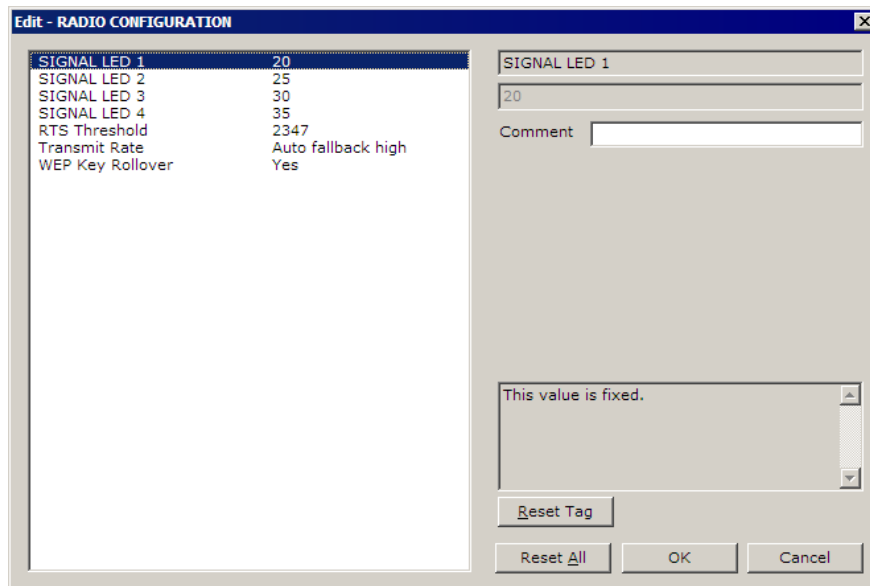 Edit - RADIO CONFIGURATION
SIGNAL LED 1 20
SIGNAL LED 2 25
SIGNAL LED 3 30
SIGNAL LED 4 35
RTS Threshold 2347
Transmit Rate Auto fallback high
WEP Key Rollover Yes
SIGNAL LED 1
20
Comment
This value is fixed.
Reset Tag
Reset All OK Cancel